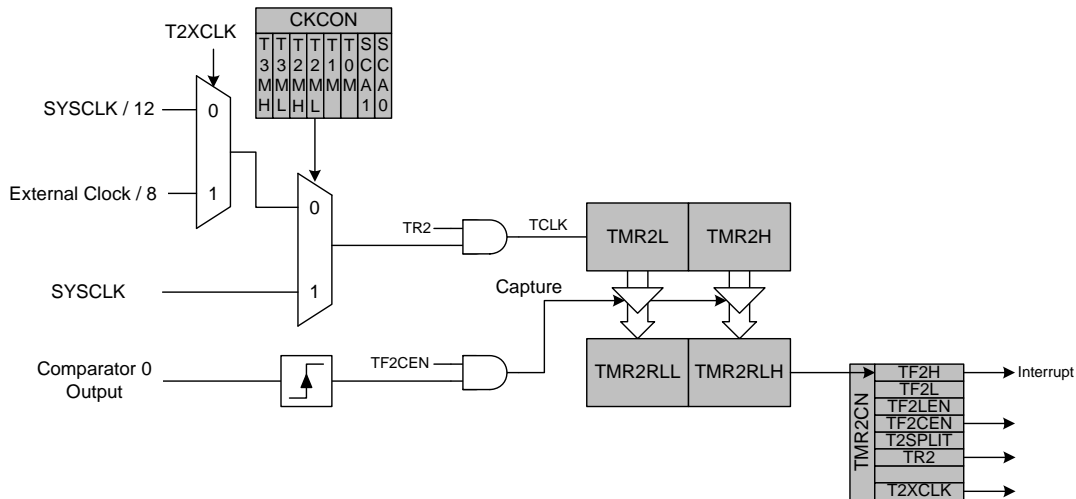 T2XCLK
CKCON
T3MH
T3ML
T2MH
T2ML
T1M
T0M
SCA1
SCA0
SYSCLK / 12
0
External Clock / 8
1
0
TR2
TCLK
TMR2L
TMR2H
SYSCLK
1
Capture
Comparator 0
Output
TF2CEN
TMR2RLL
TMR2RLH
TMR2CN
TF2H
Interrupt
TF2L
TF2LEN
TF2CEN
T2SPLIT
TR2
T2XCLK